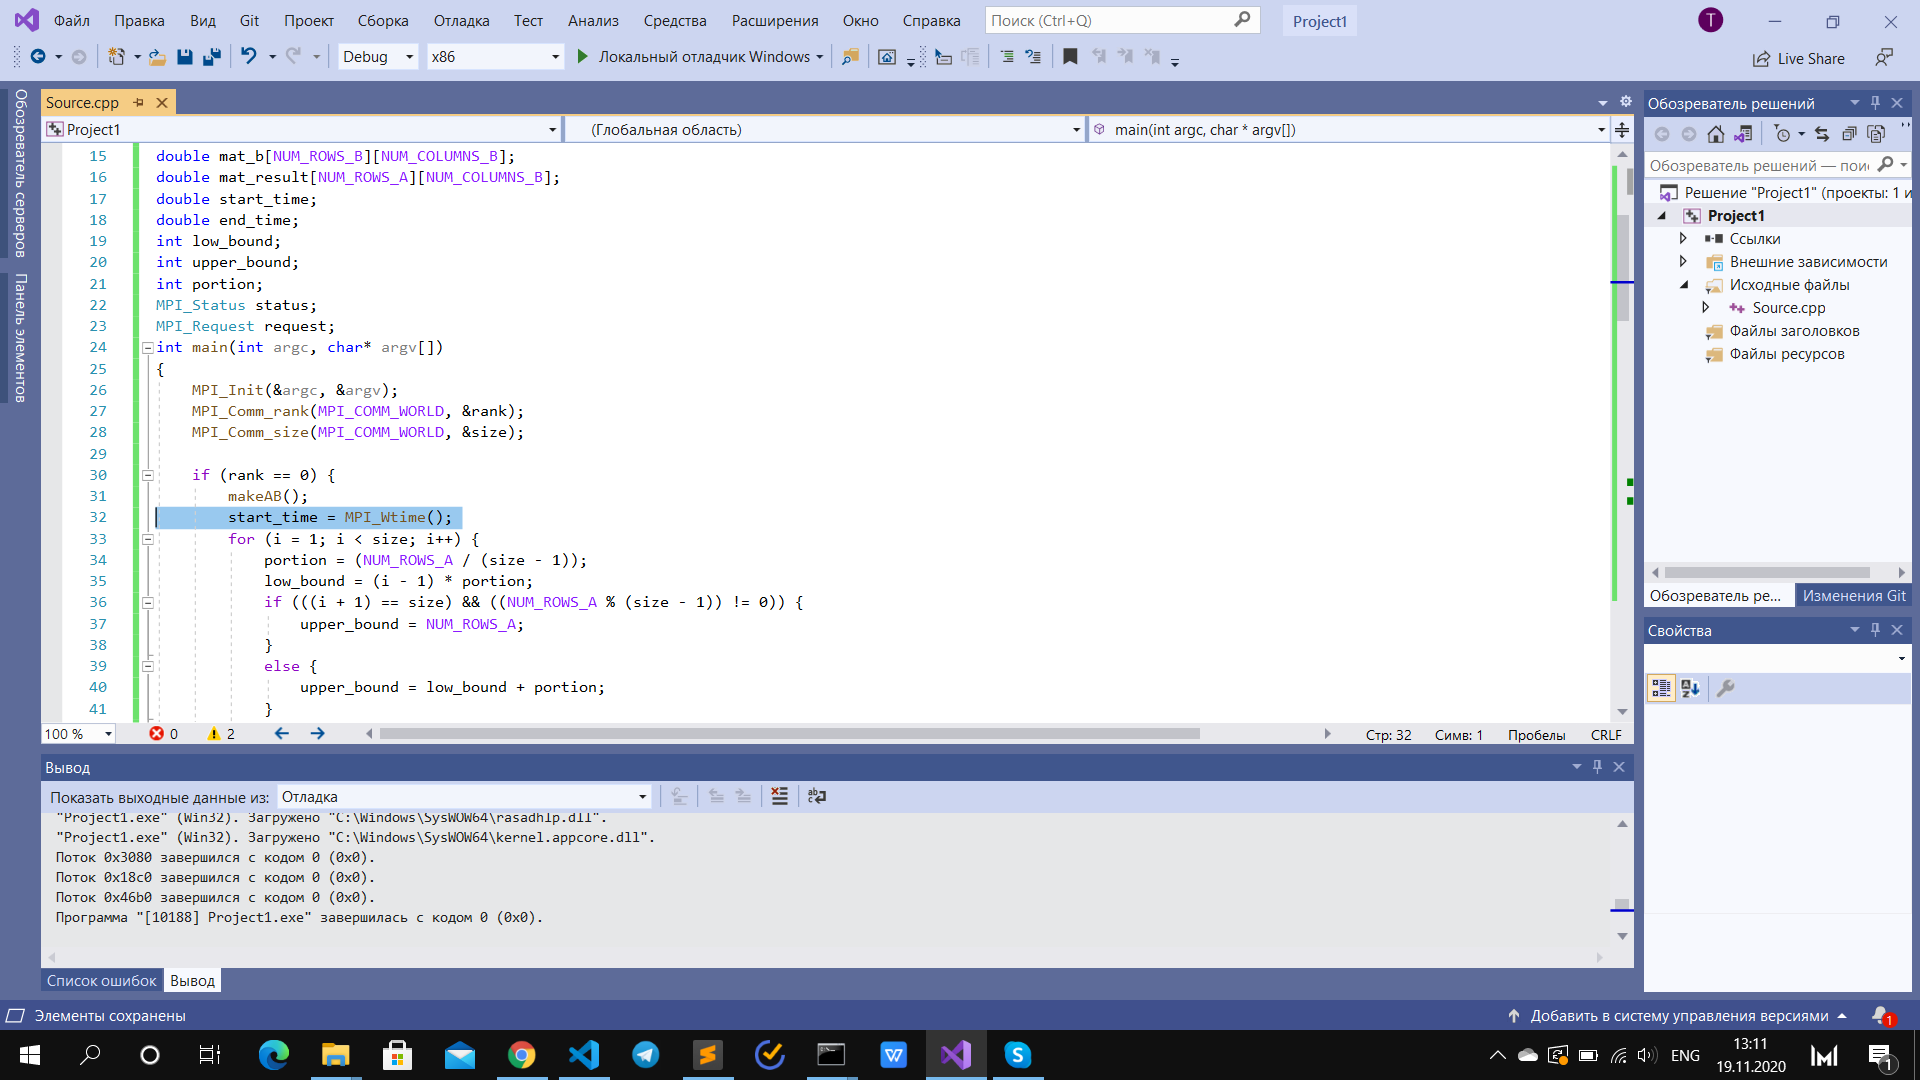 Файл Правка Вид Git Проект Сборка Отладка Тест Анализ Средства Расширения Окно Справка Поиск (Ctrl+Q) Project1 T
Debug x86 Локальный отладчик Windows Live Share
Обозреватель серверов
Панель элементов
Source.cpp
Project1 (Глобальная область) main(int argc, char * argv[])
15 double mat_b[NUM_ROWS_B][NUM_COLUMNS_B];
16 double mat_result[NUM_ROWS_A][NUM_COLUMNS_B];
17 double start_time;
18 double end_time;
19 int low_bound;
20 int upper_bound;
21 int portion;
22 MPI_Status status;
23 MPI_Request request;
24 int main(int argc, char* argv[])
25 {
26 MPI_Init(&argc, &argv);
27 MPI_Comm_rank(MPI_COMM_WORLD, &rank);
28 MPI_Comm_size(MPI_COMM_WORLD, &size);
29
30 if (rank == 0) {
31 makeAB();
32 start_time = MPI_Wtime();
33 for (i = 1; i < size; i++) {
34 portion = (NUM_ROWS_A / (size - 1));
35 low_bound = (i - 1) * portion;
36 if (((i + 1) == size) && ((NUM_ROWS_A % (size - 1)) != 0)) {
37 upper_bound = NUM_ROWS_A;
38 }
39 else {
40 upper_bound = low_bound + portion;
41 }
100 % 0 2 Стр: 32 Симв: 1 Пробелы CRLF
Вывод
Показать выходные данные из: Отладка
"Project1.exe" (Win32). Загружено "C:\Windows\SysWOW64\rasadhlp.dll".
"Project1.exe" (Win32). Загружено "C:\Windows\SysWOW64\kernel.appcore.dll".
Поток 0x3080 завершился с кодом 0 (0x0).
Поток 0x18c0 завершился с кодом 0 (0x0).
Поток 0x46b0 завершился с кодом 0 (0x0).
Программа "[10188] Project1.exe" завершилась с кодом 0 (0x0).
Список ошибок Вывод
Обозреватель решений
Обозреватель решений — поис
Решение "Project1" (проекты: 1 и
Project1
Ссылки
Внешние зависимости
Исходные файлы
Source.cpp
Файлы заголовков
Файлы ресурсов
Обозреватель ре... Изменения Git
Свойства
Элементы сохранены Добавить в систему управления версиями 1
ENG 13:11
19.11.2020 1